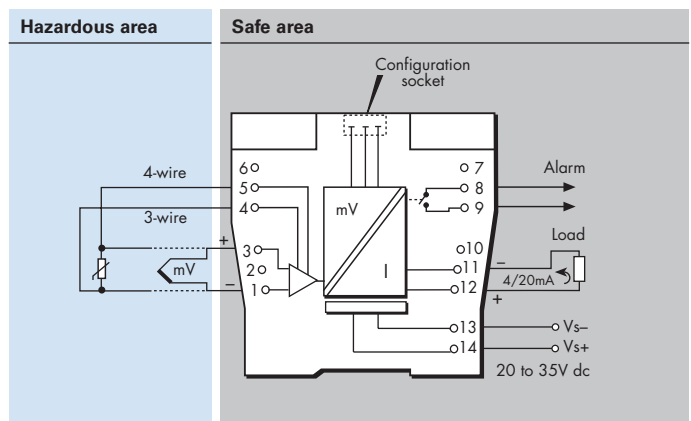 Hazardous area
Safe area
Configuration
socket
6
7
4-wire
5
8
Alarm
4
9
3-wire
mV
+
3
10
Load
mV
2
I
11
–
4/20mA
–
1
12
+
13
Vs–
14
Vs+
20 to 35V dc